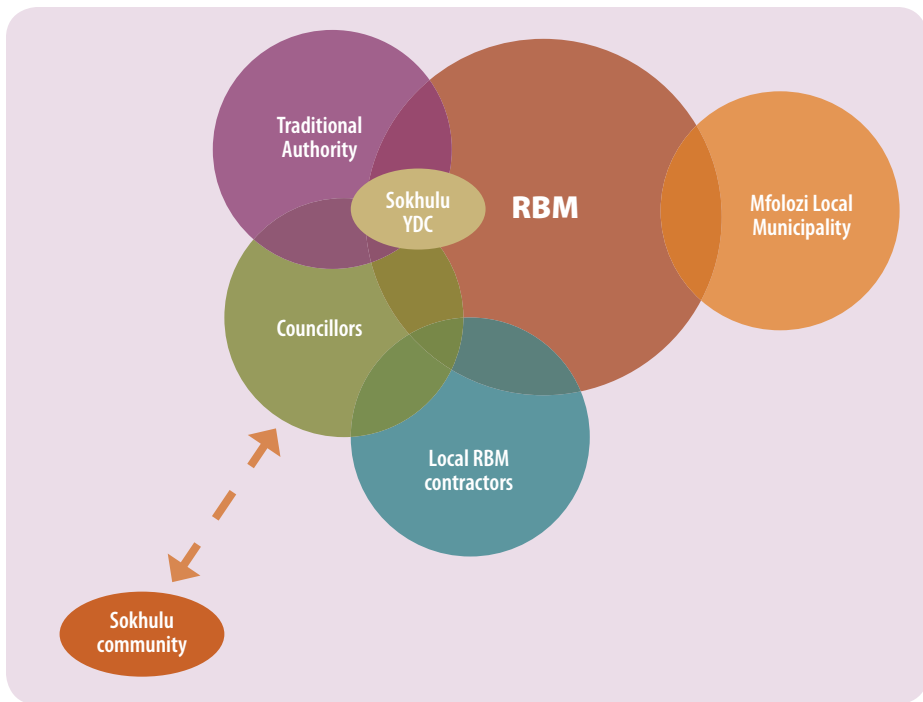 Traditional
Authority
Sokhulu
YDC
RBM
Mfolozi Local
Municipality
Councillors
Local RBM
contractors
Sokhulu
community